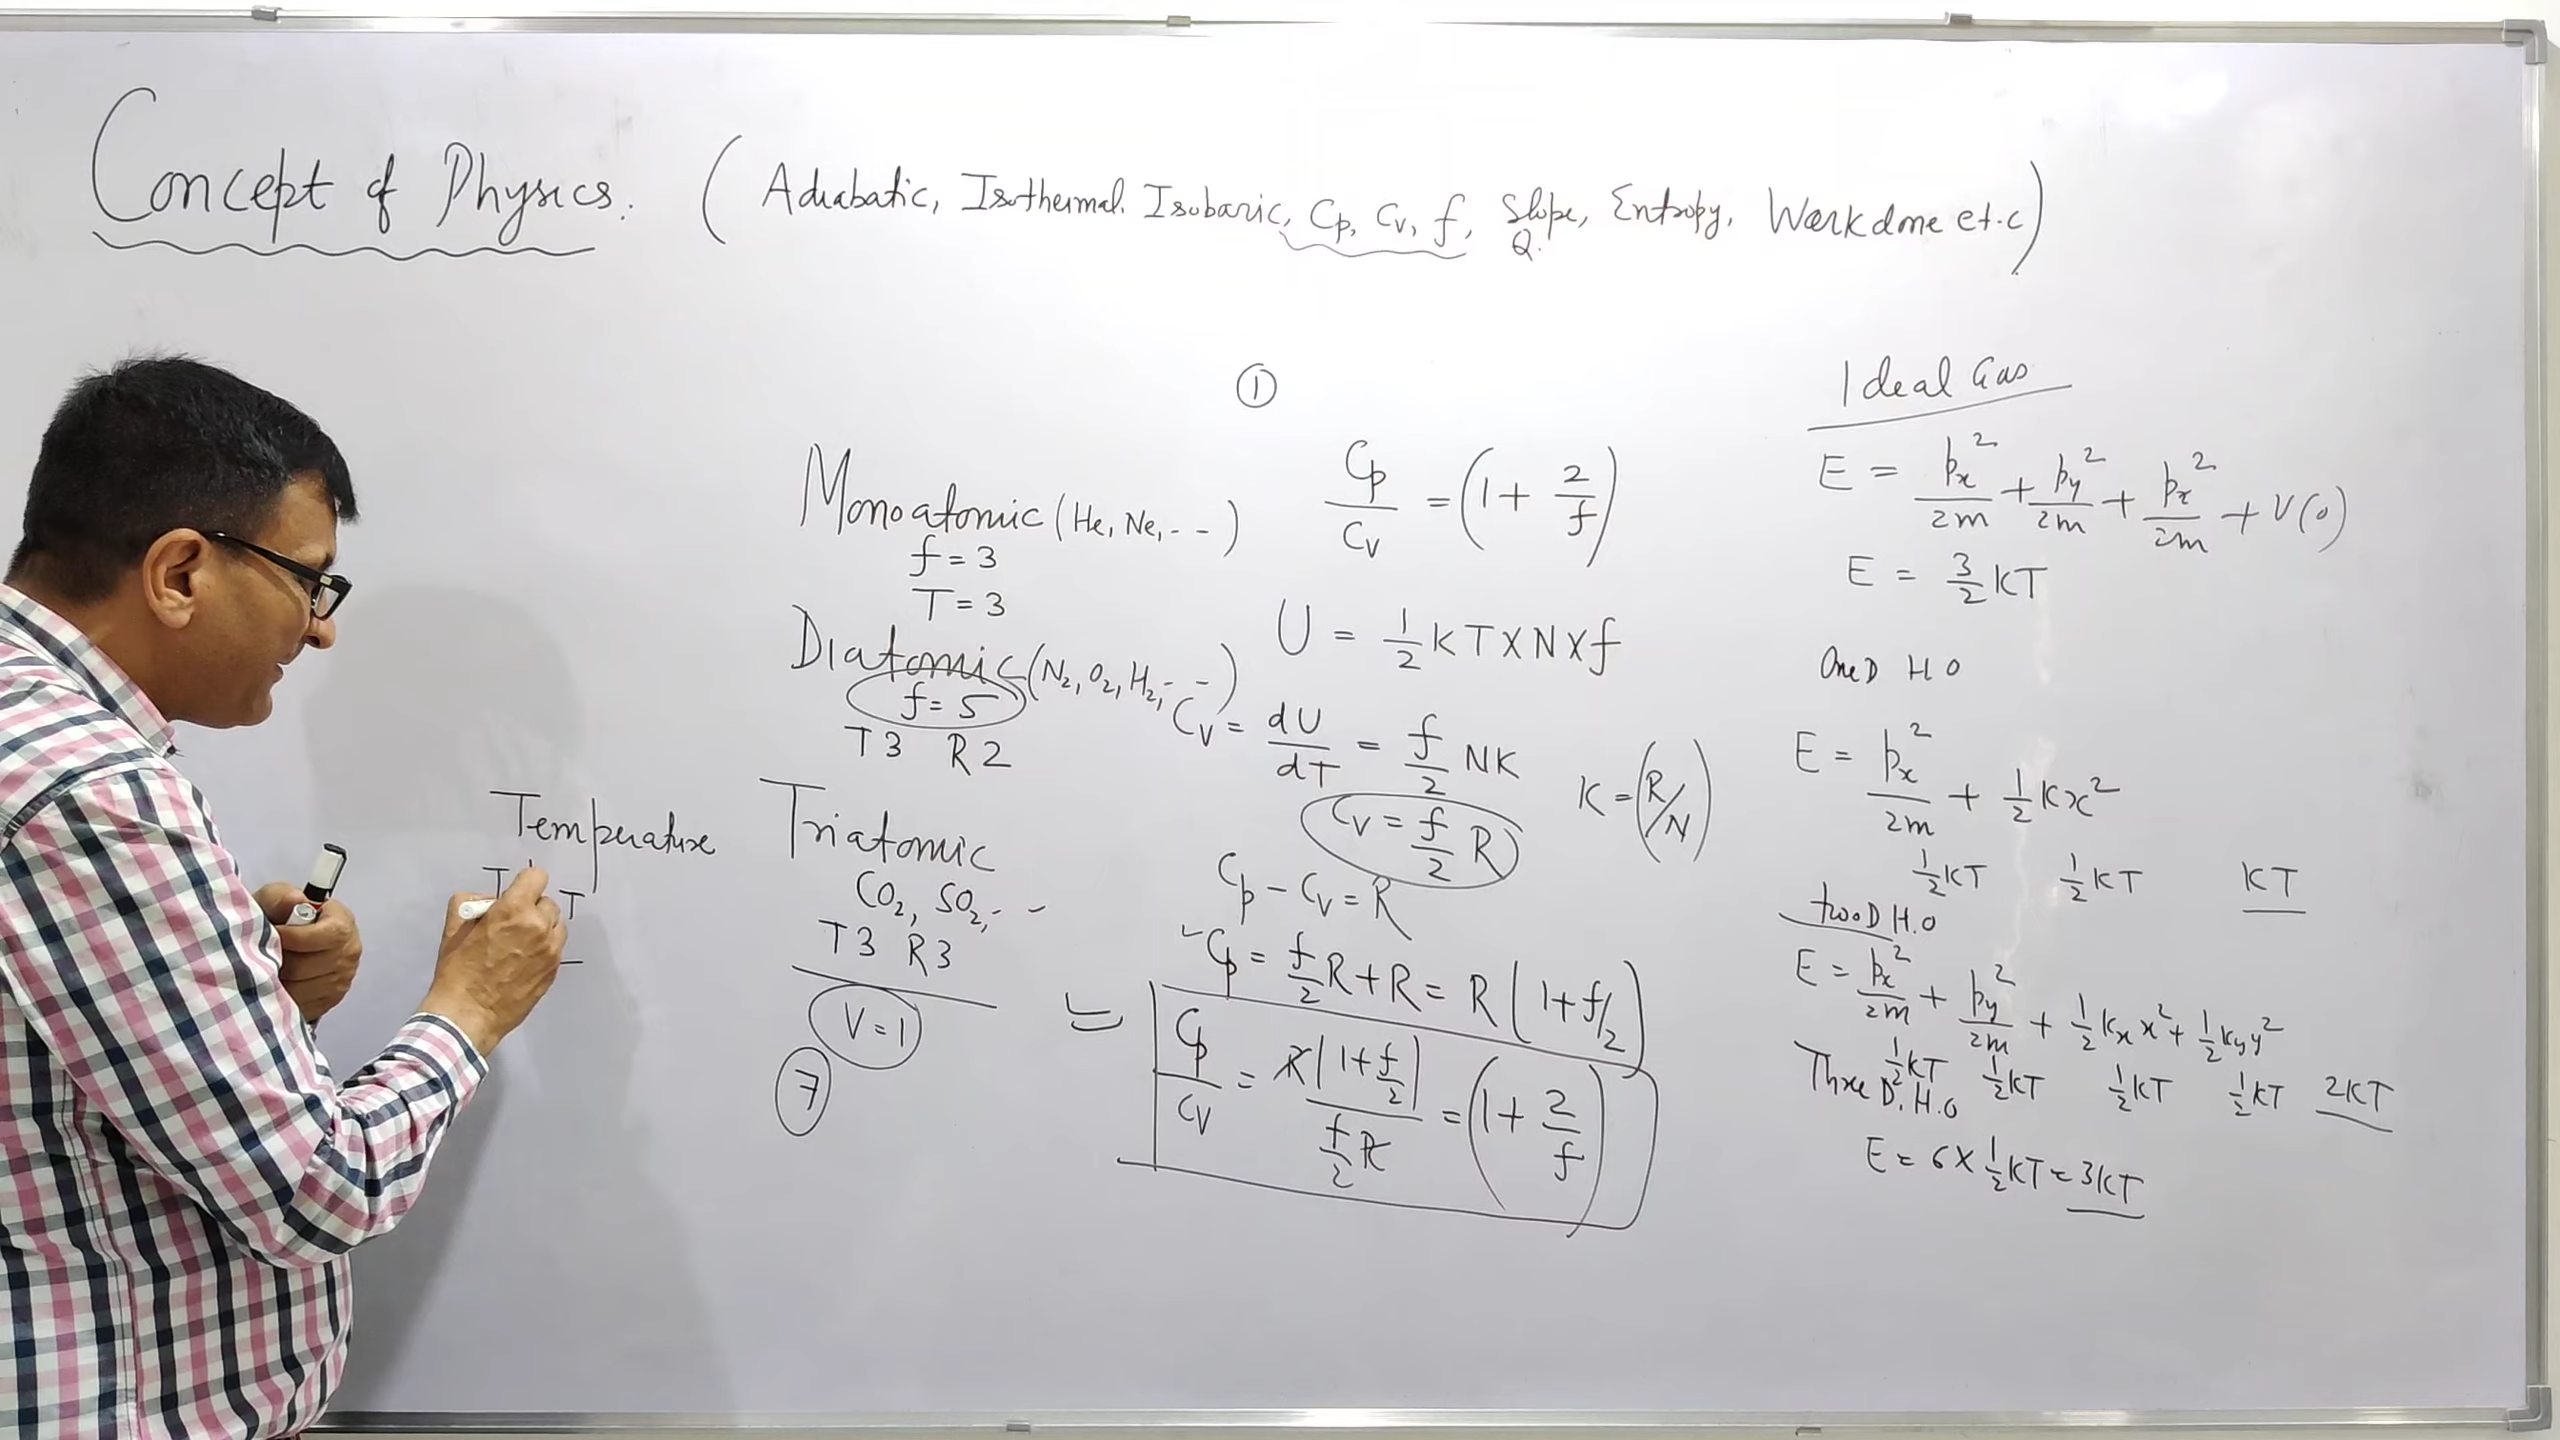 Concept of Physics. (Adiabatic, Isothermal. Isobaric, Cp, Cv, f, Slope, Entropy, Workdone et.c)
Q.
①
Monoatomic (He, Ne, - - )
f = 3
T = 3
Diatomic (N₂, O₂, H₂, - - )
f = 5
T3 R2
Temperature
T
Triatomic
CO₂, SO₂, - -
T3 R3
V = 1
7
Cp/Cv = (1 + 2/f)
U = 1/2 KT X N X f
Cv = dU/dT = f/2 NK
K = (R/N)
Cv = f/2 R
Cp - Cv = R
Cp = f/2 R + R = R (1 + f/2)
Cp/Cv = R(1 + f/2) / f/2 R = (1 + 2/f)
Ideal Gas
E = px²/2m + py²/2m + pz²/2m + V(0)
E = 3/2 KT
One D H O
E = px²/2m + 1/2 Kx²
1/2 KT 1/2 KT KT
two D H.O
E = px²/2m + py²/2m + 1/2 Kx x² + 1/2 Ky y²
1/2 KT 1/2 KT 1/2 KT 1/2 KT 2KT
Three D. H.O
E = 6 X 1/2 KT = 3KT